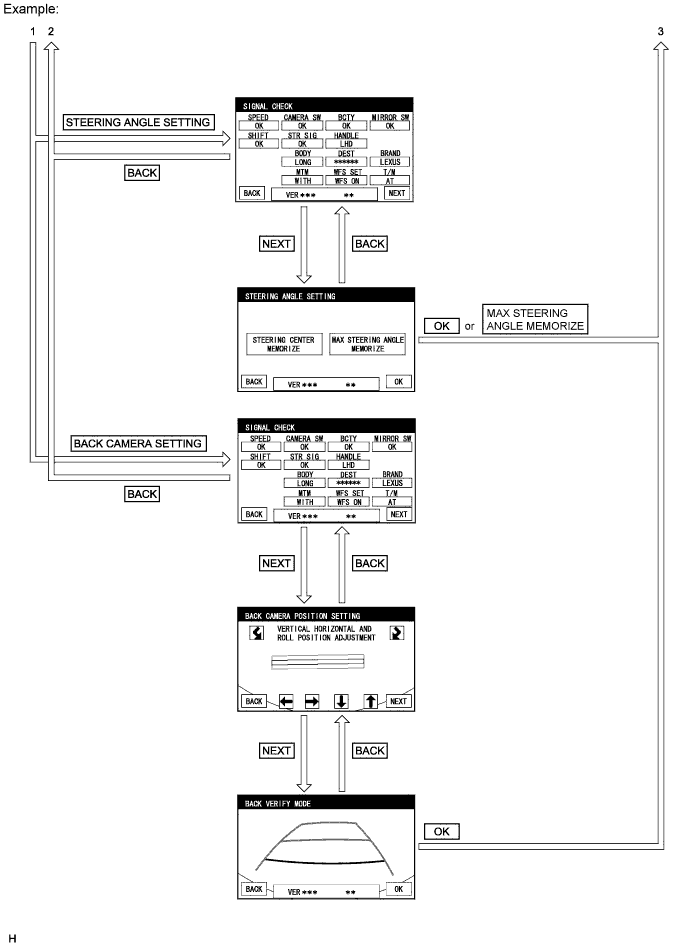 Example:
1 2 3
STEERING ANGLE SETTING
BACK
SIGNAL CHECK
SPEED CAMERA SW BCTY MIRROR SW
OK OK OK OK
SHIFT STR SIG HANDLE
OK OK LHD
BODY DEST BRAND
LONG ****** LEXUS
MTM WFS SET T/M
WITH WFS ON AT
BACK VER*** ** NEXT
NEXT BACK
STEERING ANGLE SETTING
STEERING CENTER MAX STEERING ANGLE
MEMORIZE MEMORIZE
BACK VER*** ** OK
OK or MAX STEERING
ANGLE MEMORIZE
BACK CAMERA SETTING
BACK
SIGNAL CHECK
SPEED CAMERA SW BCTY MIRROR SW
OK OK OK OK
SHIFT STR SIG HANDLE
OK OK LHD
BODY DEST BRAND
LONG ****** LEXUS
MTM WFS SET T/M
WITH WFS ON AT
BACK VER*** ** NEXT
NEXT BACK
BACK CAMERA POSITION SETTING
VERTICAL HORIZONTAL AND
ROLL POSITION ADJUSTMENT
BACK NEXT
NEXT BACK
BACK VERIFY MODE
BACK VER*** ** OK
OK
H